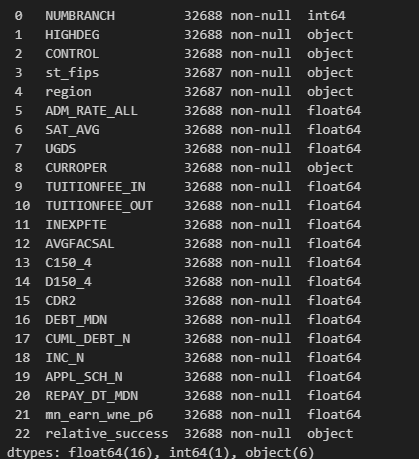 0 NUMBRANCH 32688 non-null int64
1 HIGHDEG 32688 non-null object
2 CONTROL 32688 non-null object
3 st_fips 32687 non-null object
4 region 32687 non-null object
5 ADM_RATE_ALL 32688 non-null float64
6 SAT_AVG 32688 non-null float64
7 UGDS 32688 non-null float64
8 CURROPER 32688 non-null object
9 TUITIONFEE_IN 32688 non-null float64
10 TUITIONFEE_OUT 32688 non-null float64
11 INEXPFTE 32688 non-null float64
12 AVGFACSAL 32688 non-null float64
13 C150_4 32688 non-null float64
14 D150_4 32688 non-null float64
15 CDR2 32688 non-null float64
16 DEBT_MDN 32688 non-null float64
17 CUML_DEBT_N 32688 non-null float64
18 INC_N 32688 non-null float64
19 APPL_SCH_N 32688 non-null float64
20 REPAY_DT_MDN 32688 non-null float64
21 mn_earn_wne_p6 32688 non-null float64
22 relative_success 32688 non-null object
dtypes: float64(16), int64(1), object(6)